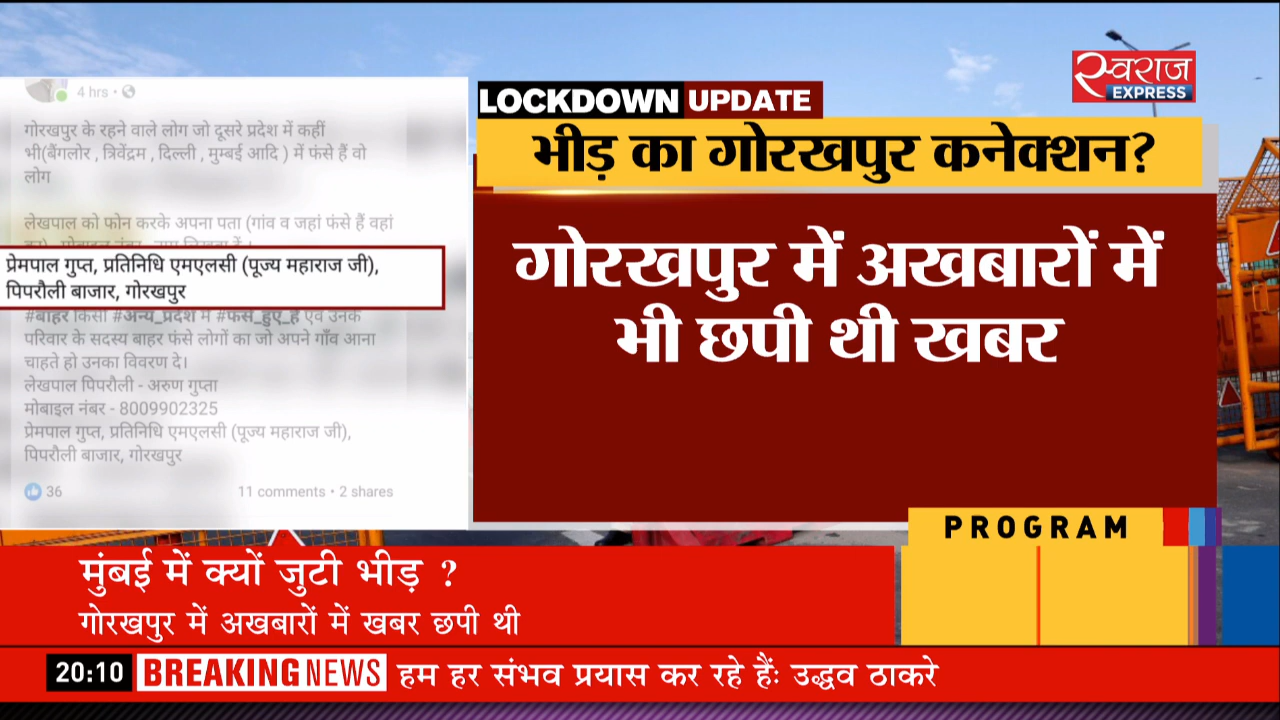 स्वराज
EXPRESS
LOCKDOWN UPDATE
भीड़ का गोरखपुर कनेक्शन?
गोरखपुर में अखबारों में
भी छपी थी खबर
4 hrs
गोरखपुर के रहने वाले लोग जो दूसरे प्रदेश में कहीं
भी(बैंगलोर , त्रिवेंद्रम , दिल्ली , मुम्बई आदि ) में फंसे हैं वो
लोग
लेखपाल को फोन करके अपना पता (गांव व जहां फंसे हैं वहां
प्रेमपाल गुप्त, प्रतिनिधि एमएलसी (पूज्य महाराज जी),
पिपरौली बाजार, गोरखपुर
#बाहर किसी #अन्य_प्रदेश में #फंसे_हुए_है एवं उनके
परिवार के सदस्य बाहर फंसे लोगों का जो अपने गाँव आना
चाहते हो उनका विवरण दे।
लेखपाल पिपरौली - अरुण गुप्ता
मोबाइल नंबर - 8009902325
प्रेमपाल गुप्त, प्रतिनिधि एमएलसी (पूज्य महाराज जी),
पिपरौली बाजार, गोरखपुर
36 11 comments • 2 shares
PROGRAM
मुंबई में क्यों जुटी भीड़ ?
गोरखपुर में अखबारों में खबर छपी थी
20:10 BREAKING NEWS हम हर संभव प्रयास कर रहे हैंः उद्धव ठाकरे